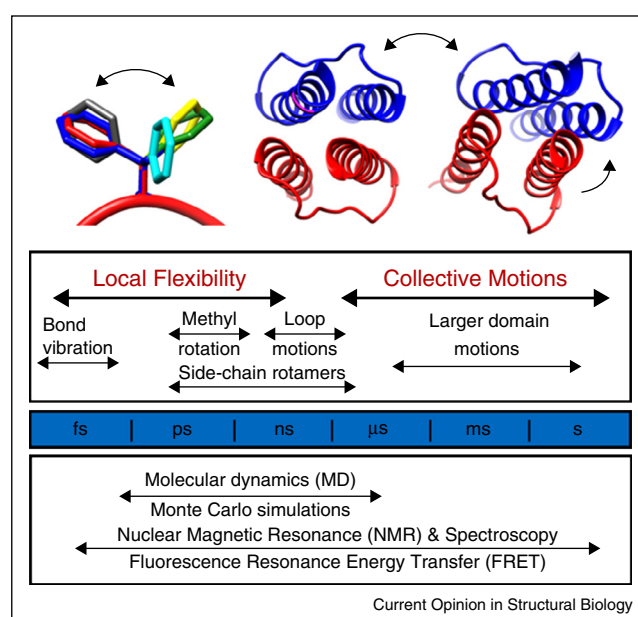 Local Flexibility Collective Motions
Bond vibration
Methyl rotation
Loop motions
Larger domain motions
Side-chain rotamers
fs | ps | ns | μs | ms | s
Molecular dynamics (MD)
Monte Carlo simulations
Nuclear Magnetic Resonance (NMR) & Spectroscopy
Fluorescence Resonance Energy Transfer (FRET)
Current Opinion in Structural Biology